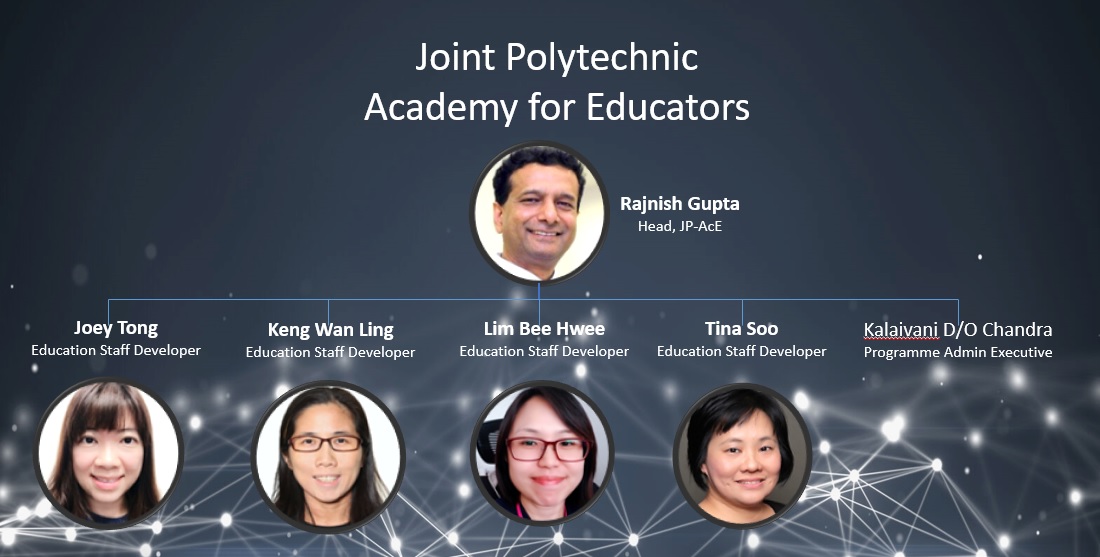 Joint Polytechnic
Academy for Educators
Rajnish Gupta
Head, JP-AcE
Joey Tong
Education Staff Developer
Keng Wan Ling
Education Staff Developer
Lim Bee Hwee
Education Staff Developer
Tina Soo
Education Staff Developer
Kalaivani D/O Chandra
Programme Admin Executive